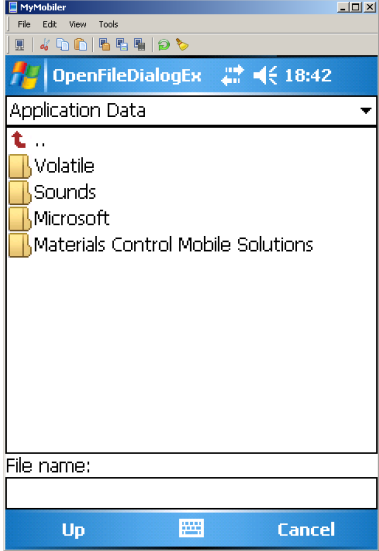 MyMobiler
File Edit View Tools
OpenFileDialogEx 18:42
Application Data
..
Volatile
Sounds
Microsoft
Materials Control Mobile Solutions
File name:
Up Cancel